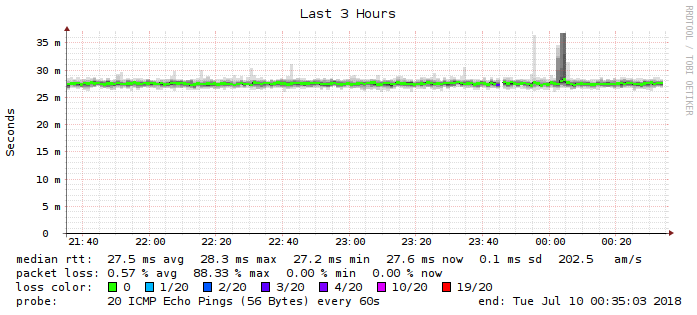 Last 3 Hours
RRDTOOL / TOBI OETIKER
Seconds
35 m
30 m
25 m
20 m
15 m
10 m
5 m
0
21:40 22:00 22:20 22:40 23:00 23:20 23:40 00:00 00:20
median rtt: 27.5 ms avg 28.3 ms max 27.2 ms min 27.6 ms now 0.1 ms sd 202.5 am/s
packet loss: 0.57 % avg 88.33 % max 0.00 % min 0.00 % now
loss color: 0 1/20 2/20 3/20 4/20 10/20 19/20
probe: 20 ICMP Echo Pings (56 Bytes) every 60s end: Tue Jul 10 00:35:03 2018